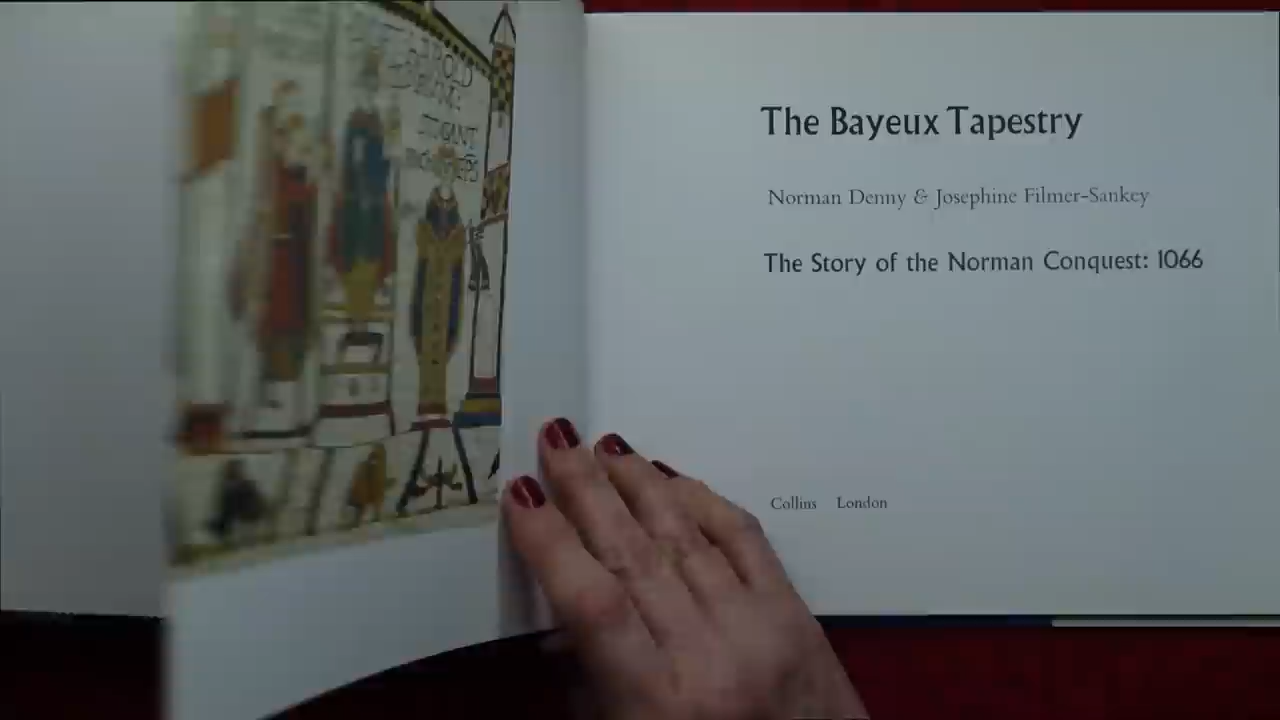 The Bayeux Tapestry
Norman Denny & Josephine Filmer-Sankey
The Story of the Norman Conquest: 1066
Collins London